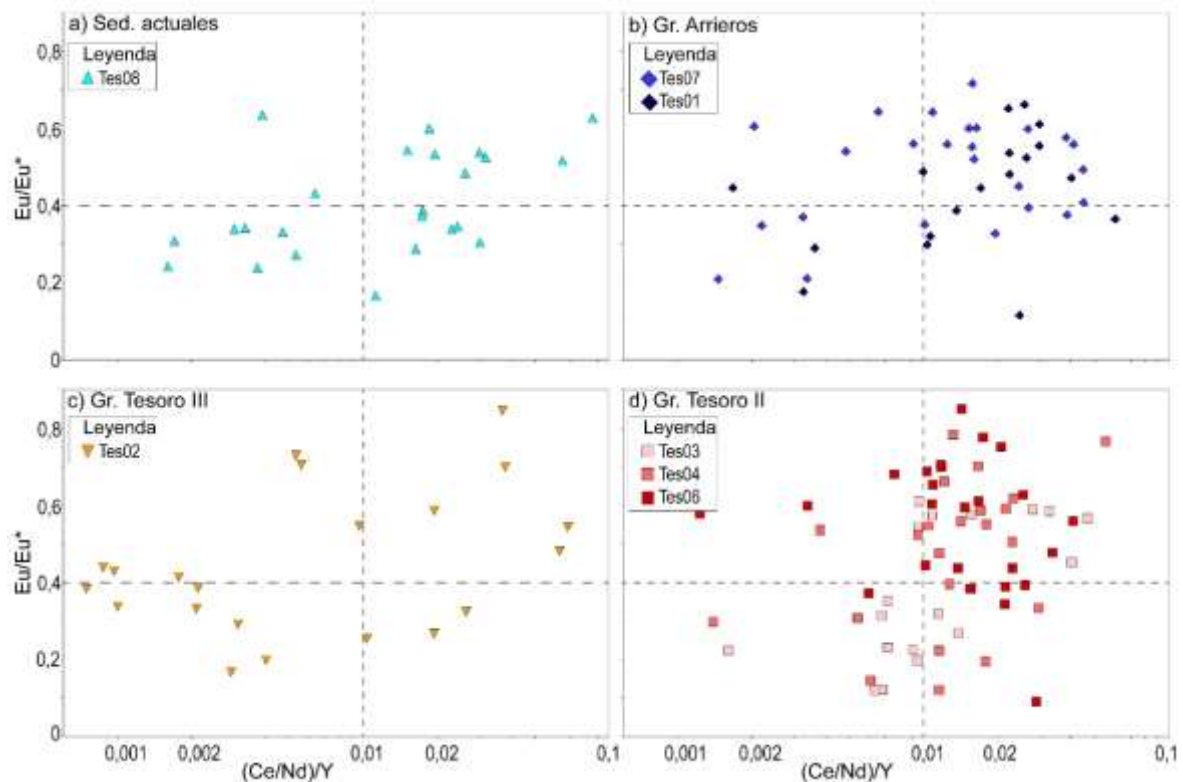 a) Sed. actuales
Leyenda
Tes08
b) Gr. Arrieros
Leyenda
Tes07
Tes01
0,8
0,6
0,4
0,2
0
Eu/Eu*
c) Gr. Tesoro III
Leyenda
Tes02
d) Gr. Tesoro II
Leyenda
Tes03
Tes04
Tes06
0,8
0,6
0,4
0,2
0
Eu/Eu*
0,001 0,002 0,01 0,02 0,1
0,001 0,002 0,01 0,02 0,1
(Ce/Nd)/Y
(Ce/Nd)/Y